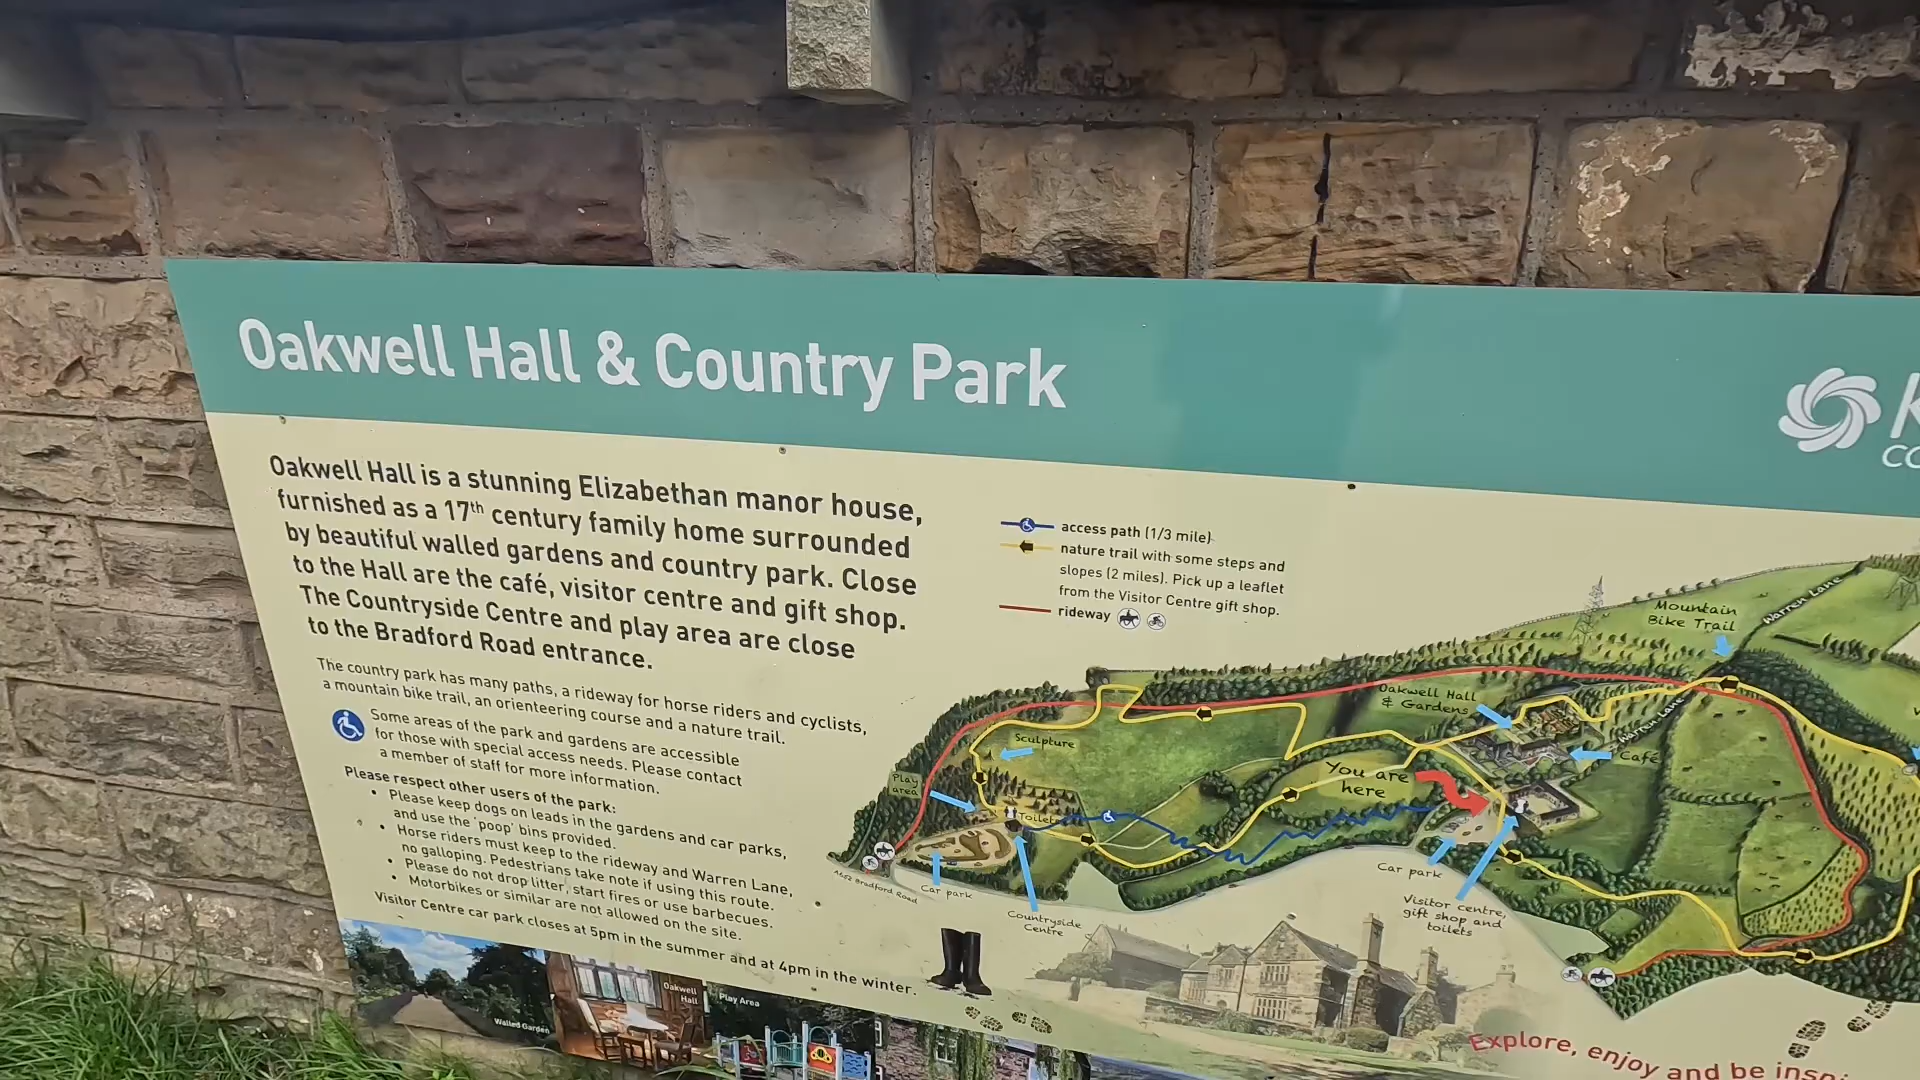 Oakwell Hall & Country Park
Oakwell Hall is a stunning Elizabethan manor house,
furnished as a 17th century family home surrounded
by beautiful walled gardens and country park. Close
to the Hall are the café, visitor centre and gift shop.
The Countryside Centre and play area are close
to the Bradford Road entrance.
The country park has many paths, a rideway for horse riders and cyclists,
a mountain bike trail, an orienteering course and a nature trail.
Some areas of the park and gardens are accessible
for those with special access needs. Please contact
a member of staff for more information.
Please respect other users of the park:
• Please keep dogs on leads in the gardens and car parks,
and use the 'poop' bins provided.
• Horse riders must keep to the rideway and Warren Lane,
no galloping. Pedestrians take note if using this route.
• Please do not drop litter, start fires or use barbecues.
• Motorbikes or similar are not allowed on the site.
Visitor Centre car park closes at 5pm in the summer and at 4pm in the winter.
Walled Garden
Oakwell
Hall
Play Area
access path (1/3 mile)
nature trail with some steps and
slopes (2 miles). Pick up a leaflet
from the Visitor Centre gift shop.
rideway
Mountain
Bike Trail
Warren Lane
Oakwell Hall
& Gardens
Warren Lane
Café
Sculpture
You are
here
Play
area
Toilets
A652 Bradford Road
Car park
Countryside
Centre
Car park
Visitor centre,
gift shop and
toilets
Explore, enjoy and be